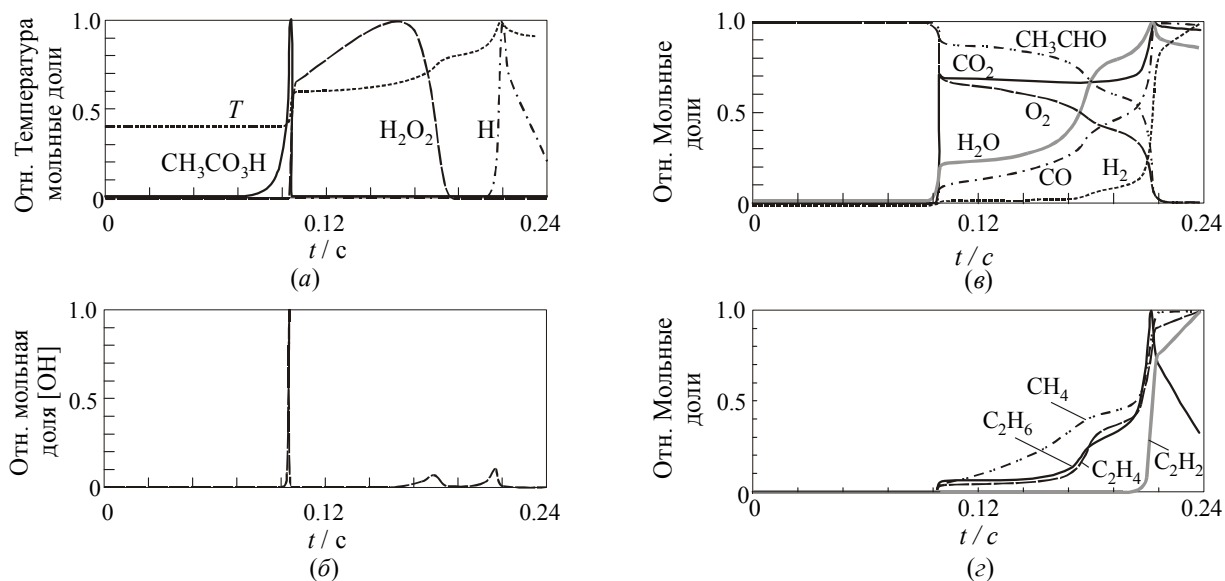 Отн. Температура
мольные доли
1.0
0.5
0
T
CH₃CO₃H
H₂O₂
H
0
0.12
0.24
t / c
(а)
Отн. Мольные
доли
1.0
0.5
0
CH₃CHO
CO₂
O₂
H₂O
CO
H₂
0
0.12
0.24
t / c
(в)
Отн. мольная
доля [OH]
1.0
0.5
0
0
0.12
0.24
t / c
(б)
Отн. Мольные
доли
1.0
0.5
0
CH₄
C₂H₆
C₂H₄
C₂H₂
0
0.12
0.24
t / c
(г)